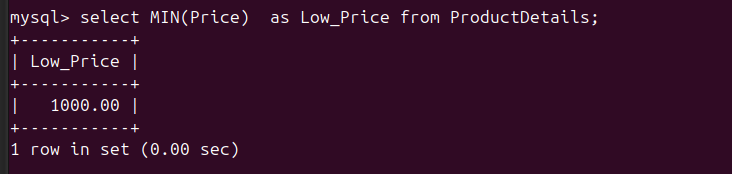 mysql> select MIN(Price)  as Low_Price from ProductDetails;
+-----------+
| Low_Price |
+-----------+
|   1000.00 |
+-----------+
1 row in set (0.00 sec)